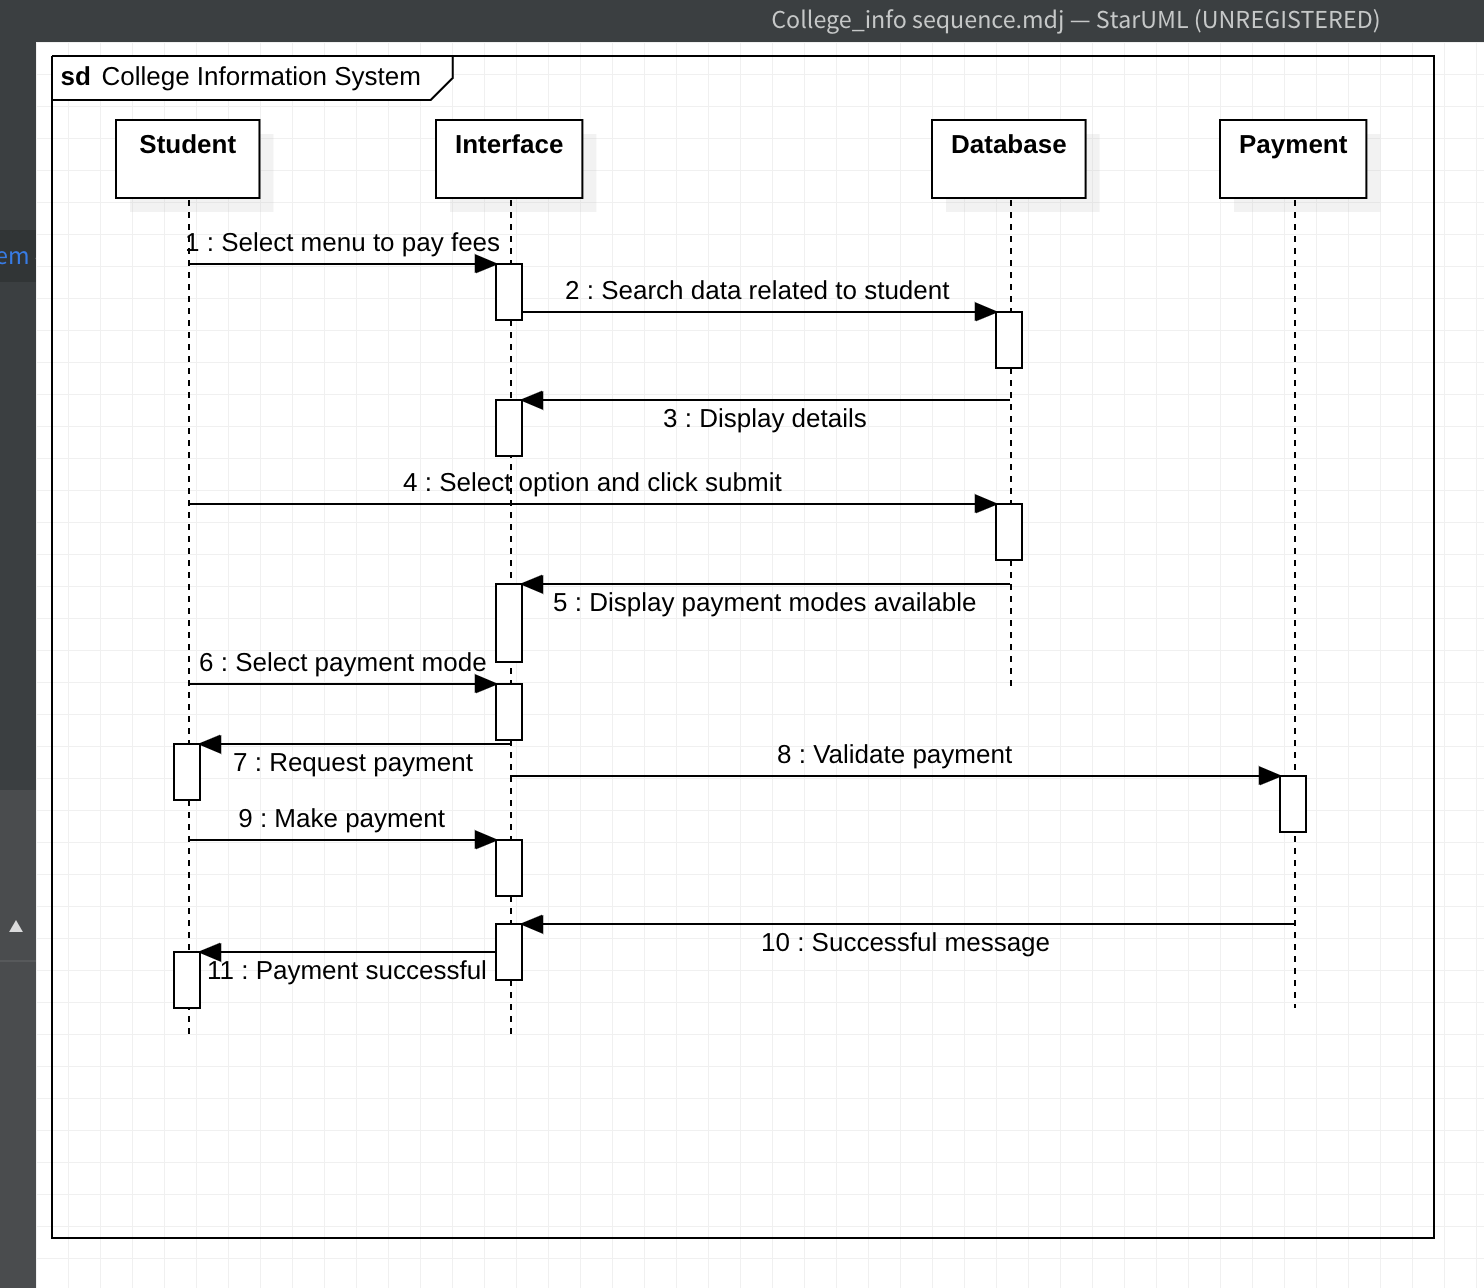 College_info sequence.mdj — StarUML (UNREGISTERED)
sd College Information System
Student
Interface
Database
Payment
1 : Select menu to pay fees
em
2 : Search data related to student
3 : Display details
4 : Select option and click submit
5 : Display payment modes available
6 : Select payment mode
7 : Request payment
8 : Validate payment
9 : Make payment
10 : Successful message
11 : Payment successful